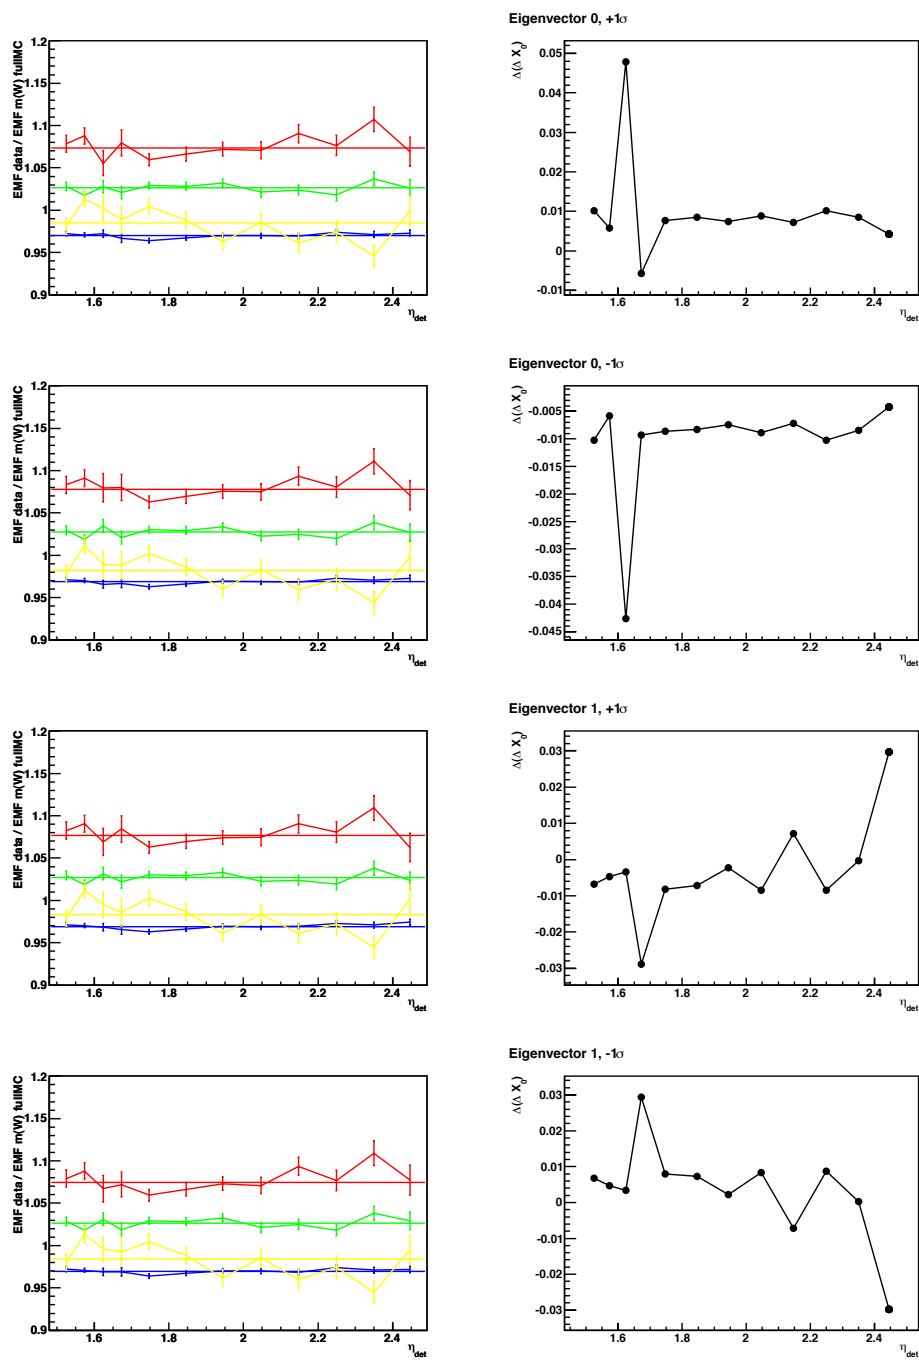 Eigenvector 0, +1σ
EMF data / EMF m(W) fullMC
1.2
1.15
1.1
1.05
1
0.95
0.9
1.6 1.8 2 2.2 2.4
η_det
Δ(Δ X_0)
0.05
0.04
0.03
0.02
0.01
0
-0.01
1.6 1.8 2 2.2 2.4
η_det
Eigenvector 0, -1σ
EMF data / EMF m(W) fullMC
1.2
1.15
1.1
1.05
1
0.95
0.9
1.6 1.8 2 2.2 2.4
η_det
Δ(Δ X_0)
-0.005
-0.01
-0.015
-0.02
-0.025
-0.03
-0.035
-0.04
-0.045
1.6 1.8 2 2.2 2.4
η_det
Eigenvector 1, +1σ
EMF data / EMF m(W) fullMC
1.2
1.15
1.1
1.05
1
0.95
0.9
1.6 1.8 2 2.2 2.4
η_det
Δ(Δ X_0)
0.03
0.02
0.01
0
-0.01
-0.02
-0.03
1.6 1.8 2 2.2 2.4
η_det
Eigenvector 1, -1σ
EMF data / EMF m(W) fullMC
1.2
1.15
1.1
1.05
1
0.95
0.9
1.6 1.8 2 2.2 2.4
η_det
Δ(Δ X_0)
0.03
0.02
0.01
0
-0.01
-0.02
-0.03
1.6 1.8 2 2.2 2.4
η_det